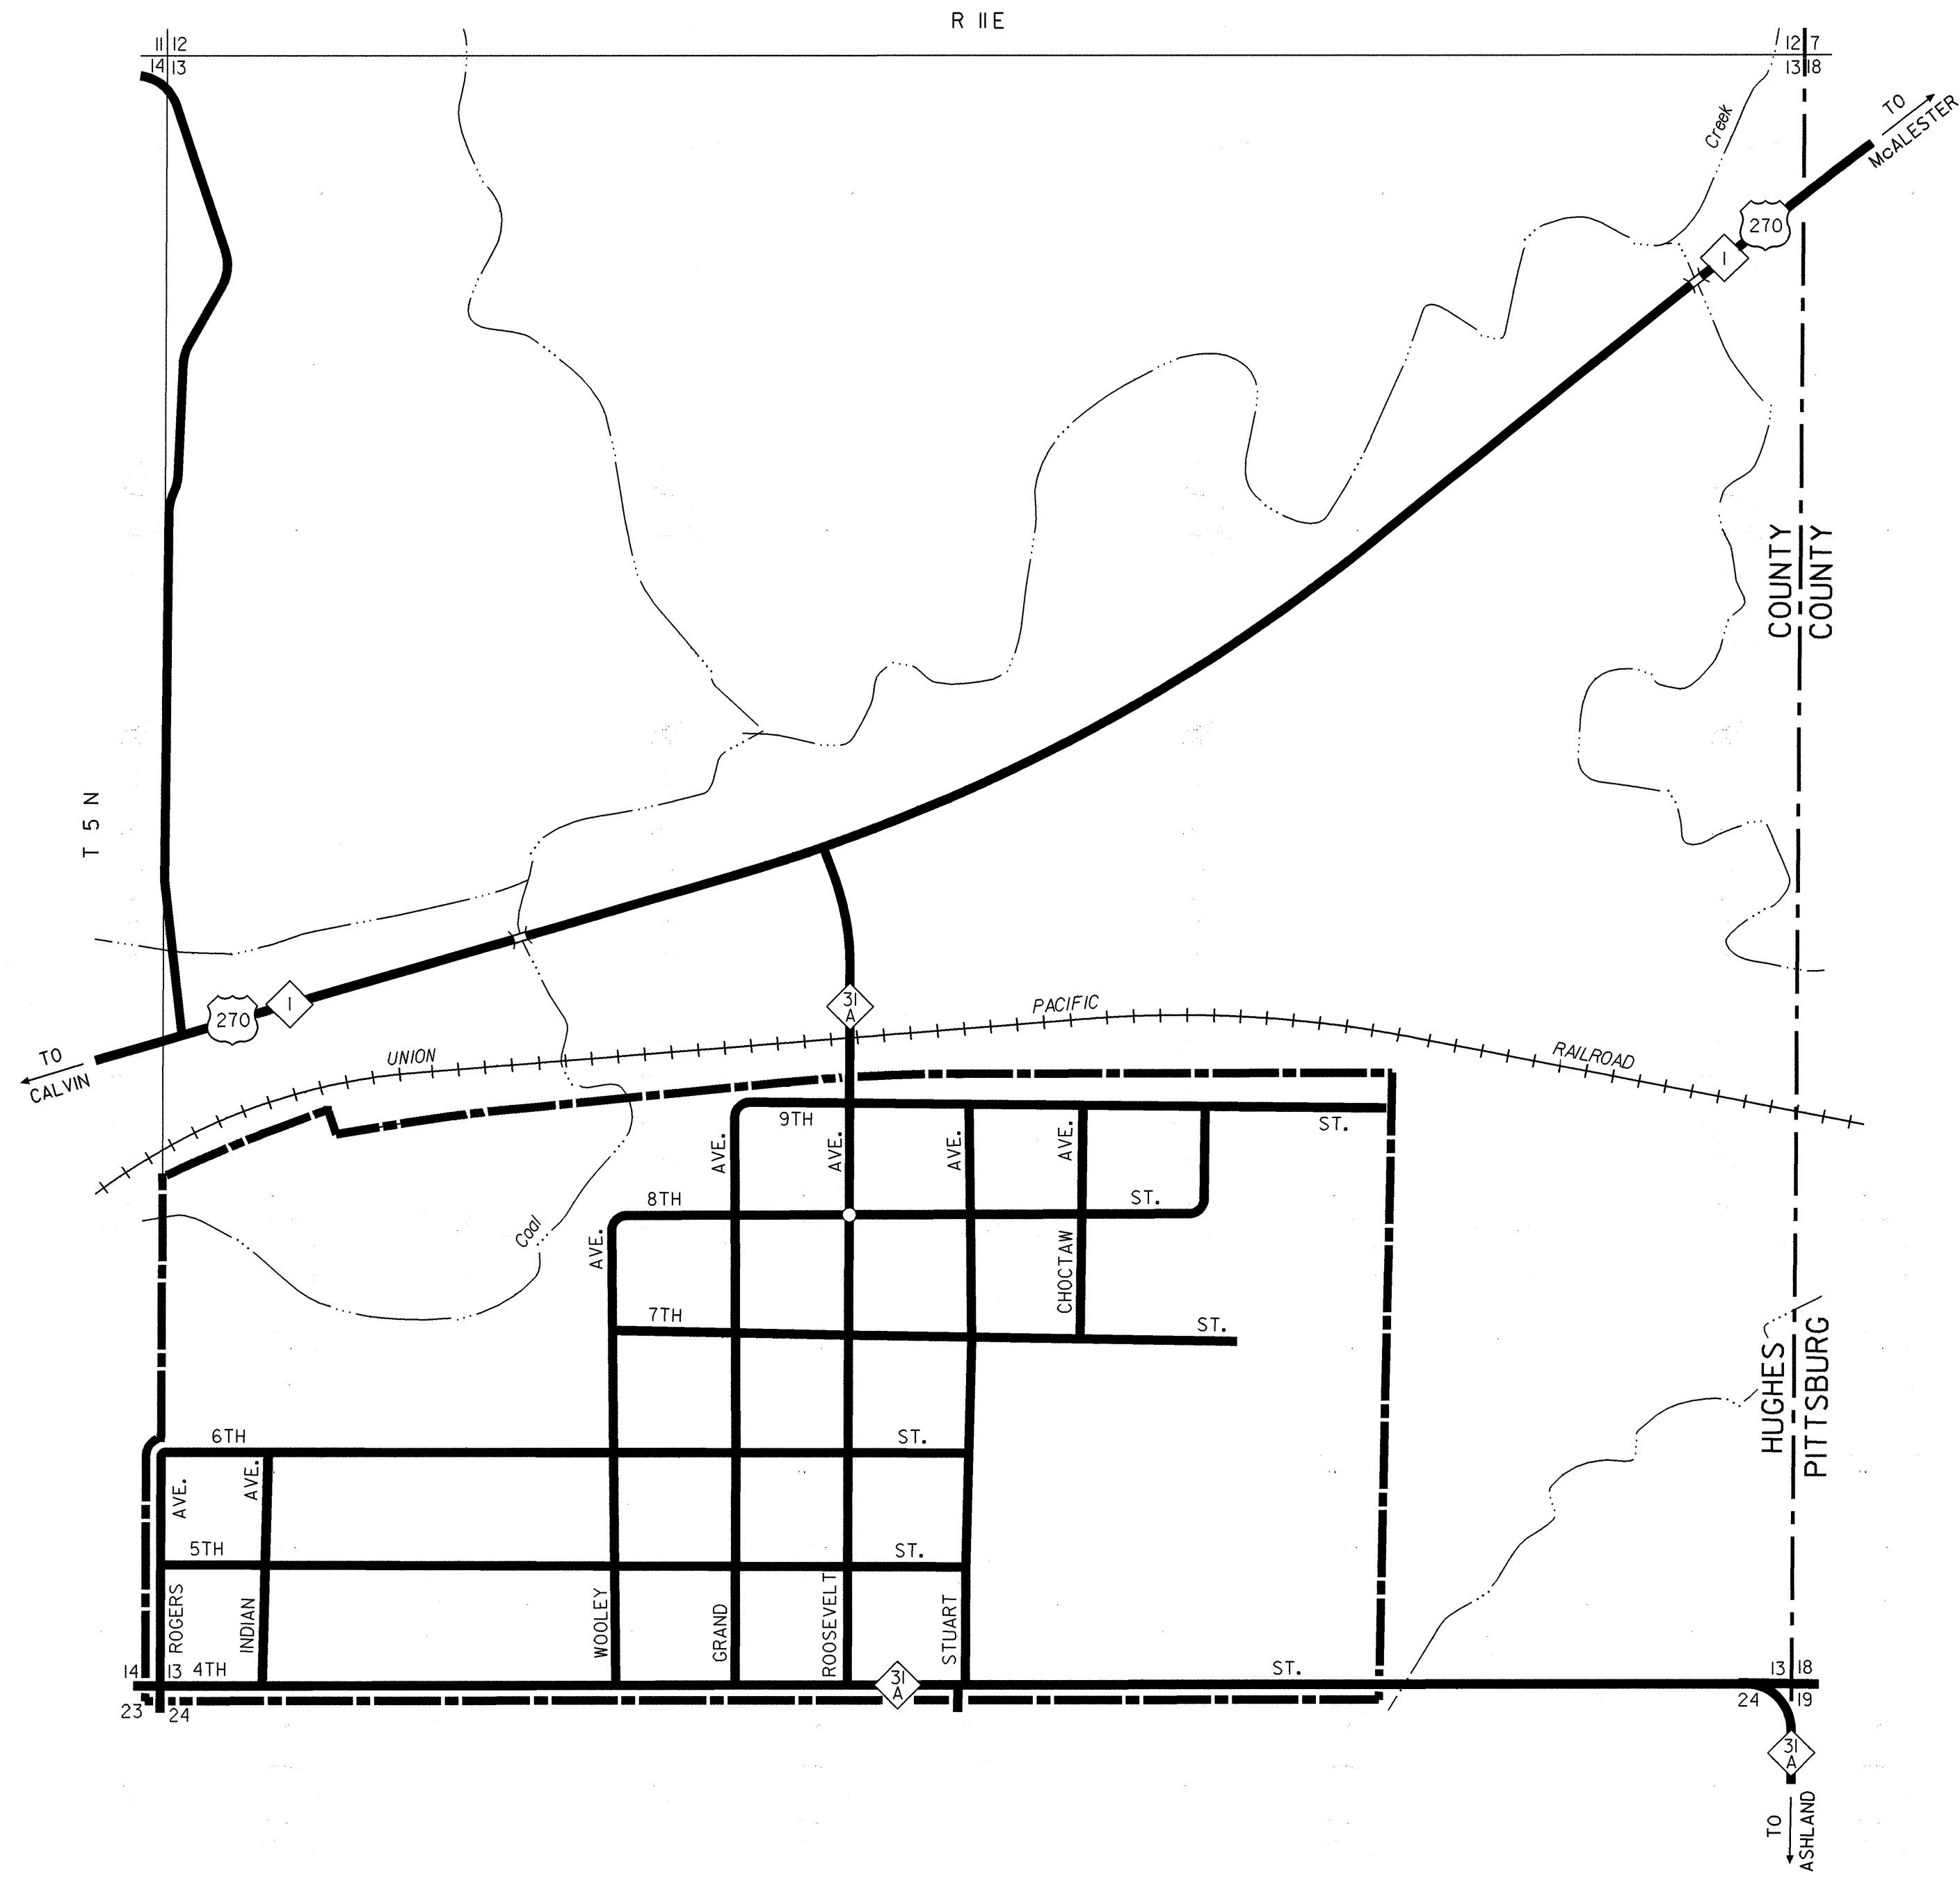 R 11 E
11 12
14 13
12 7
13 18
Creek
TO
McALESTER
270
1
COUNTY
COUNTY
T 5 N
31
A
PACIFIC
270
1
UNION
RAILROAD
TO
CALVIN
9TH
ST.
AVE.
AVE.
AVE.
AVE.
8TH
ST.
Coal
AVE.
CHOCTAW
7TH
ST.
HUGHES
PITTSBURG
6TH
ST.
AVE.
AVE.
5TH
ST.
ROGERS
INDIAN
WOOLEY
GRAND
ROOSEVELT
STUART
14 13
4TH
ST.
13 18
31
A
23 24
24 19
31
A
TO
ASHLAND